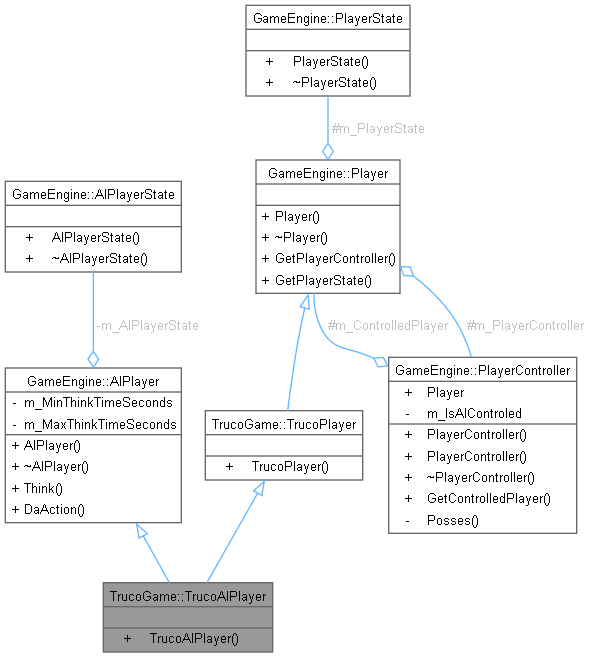 GameEngine::PlayerState
+ PlayerState()
+ ~PlayerState()
#m_PlayerState
GameEngine::Player
+ Player()
+ ~Player()
+ GetPlayerController()
+ GetPlayerState()
GameEngine::AIPlayerState
+ AIPlayerState()
+ ~AIPlayerState()
-m_AIPlayerState
#m_ControlledPlayer
#m_PlayerController
GameEngine::AIPlayer
- m_MinThinkTimeSeconds
- m_MaxThinkTimeSeconds
+ AIPlayer()
+ ~AIPlayer()
+ Think()
+ DaAction()
TrucoGame::TrucoPlayer
+ TrucoPlayer()
GameEngine::PlayerController
+ Player
- m_IsAIControled
+ PlayerController()
+ PlayerController()
+ ~PlayerController()
+ GetControlledPlayer()
- Posses()
TrucoGame::TrucoAIPlayer
+ TrucoAIPlayer()